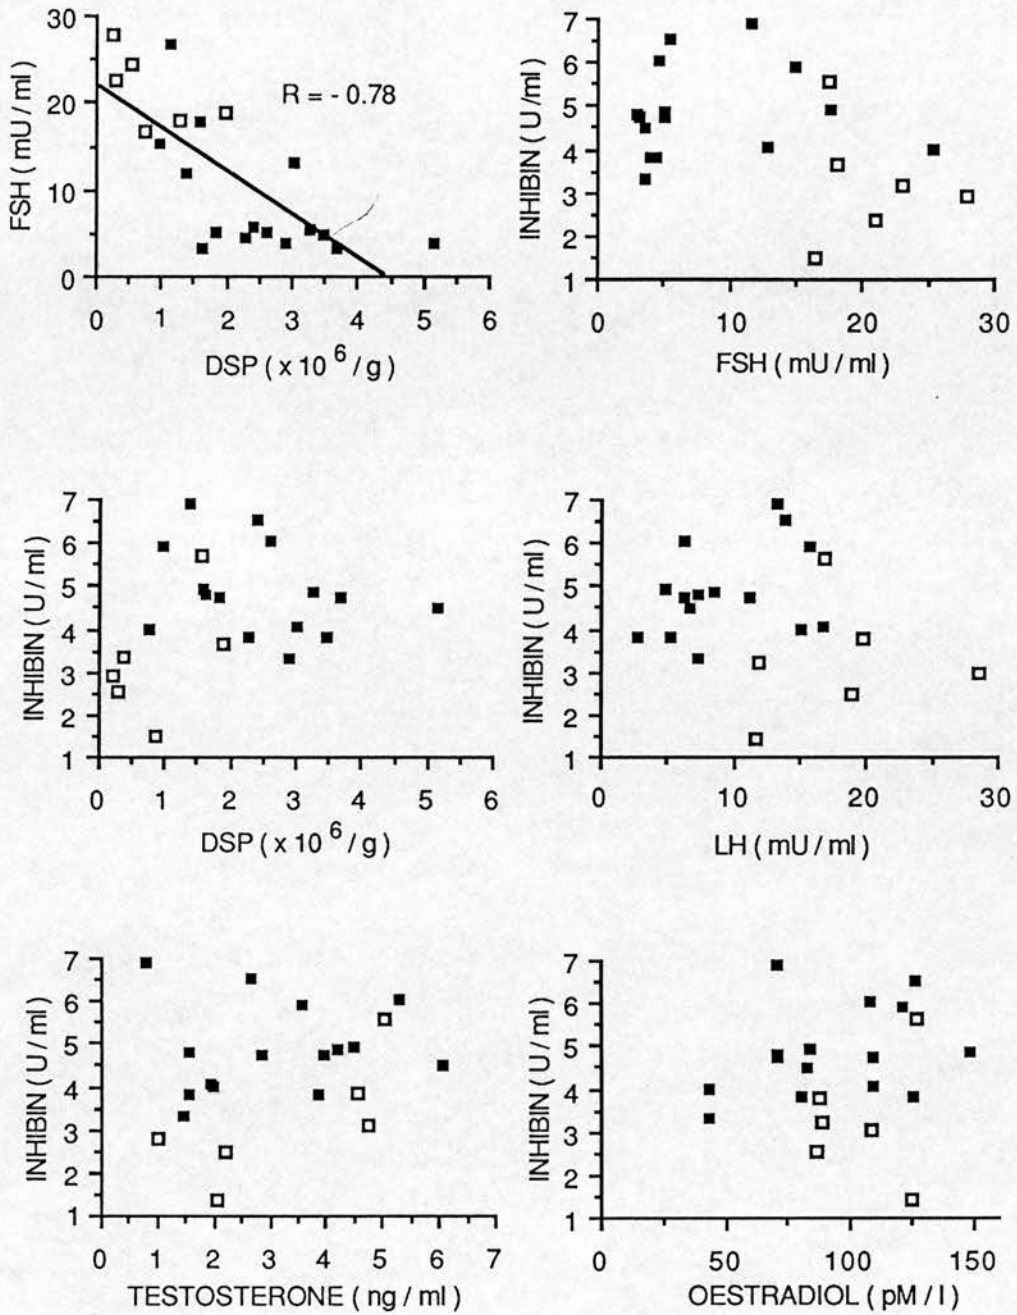 30
20
10
0
FSH ( mU / ml )
R = - 0.78
0 1 2 3 4 5 6
DSP ( x 10 6 / g )
7
6
5
4
3
2
1
INHIBIN ( U /ml )
0 10 20 30
FSH ( mU / ml )
7
6
5
4
3
2
1
INHIBIN ( U / ml )
0 1 2 3 4 5 6
DSP ( x 10 6 / g )
7
6
5
4
3
2
1
INHIBIN ( U / ml )
0 10 20 30
LH ( mU / ml )
7
6
5
4
3
2
1
INHIBIN ( U / ml )
0 1 2 3 4 5 6 7
TESTOSTERONE ( ng / ml )
7
6
5
4
3
2
1
INHIBIN ( U / ml )
0 50 100 150
OESTRADIOL ( pM / l )